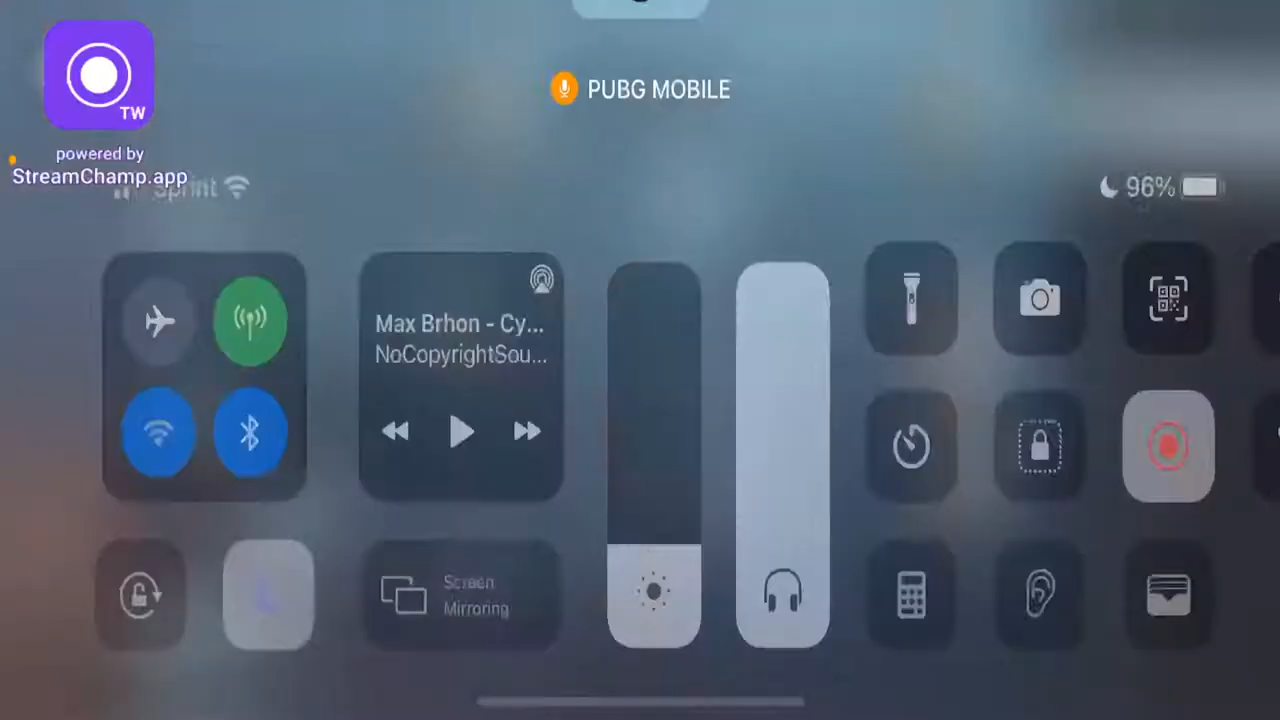 TW
powered by
StreamChamp.app
PUBG MOBILE
Sprint
96%
Max Brhon - Cy...
NoCopyrightSou...
Screen
Mirroring